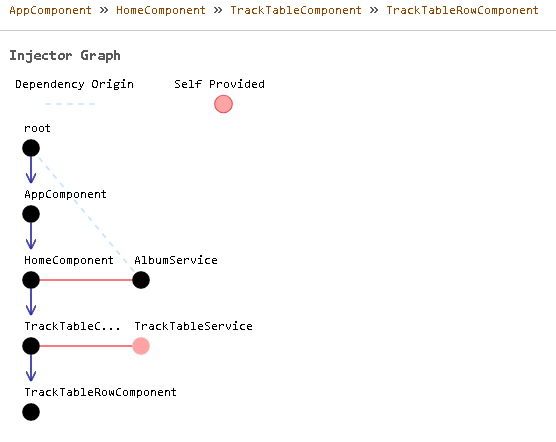 AppComponent » HomeComponent » TrackTableComponent » TrackTableRowComponent
Injector Graph
Dependency Origin Self Provided
root
AppComponent
HomeComponent AlbumService
TrackTableC... TrackTableService
TrackTableRowComponent